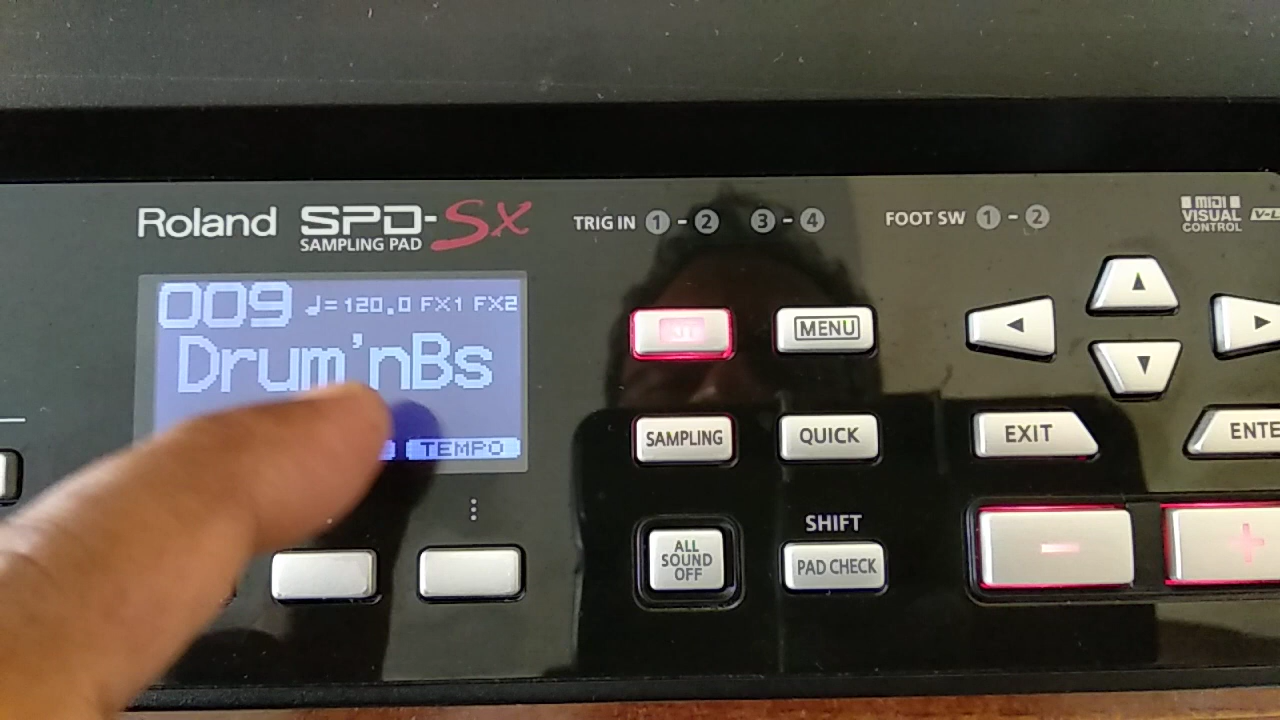 Roland SPD-SX
SAMPLING PAD
TRIG IN 1 - 2 3 - 4
FOOT SW 1 - 2
MIDI
VISUAL
CONTROL
009 ♩=120.0 FX1 FX2
Drum'nBs
TEMPO
MENU
SAMPLING
QUICK
EXIT
ALL
SOUND
OFF
SHIFT
PAD CHECK
- +